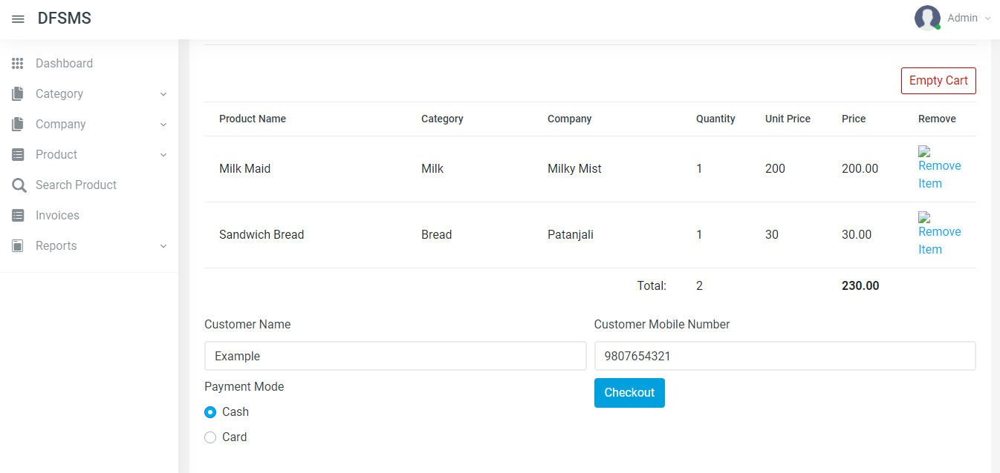 DFSMS
Admin
Dashboard
Category
Company
Product
Search Product
Invoices
Reports
Empty Cart
Product Name Category Company Quantity Unit Price Price Remove
Milk Maid Milk Milky Mist 1 200 200.00 Remove Item
Sandwich Bread Bread Patanjali 1 30 30.00 Remove Item
Total: 2 230.00
Customer Name Customer Mobile Number
Example 9807654321
Payment Mode Checkout
Cash
Card